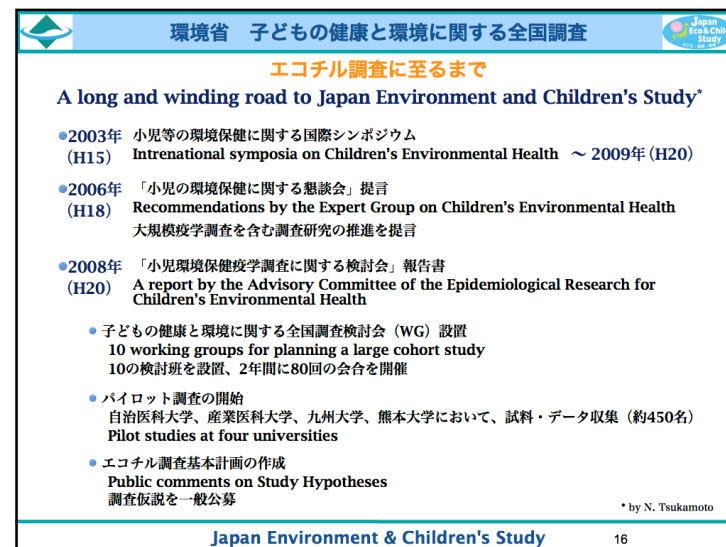 環境省 子どもの健康と環境に関する全国調査
Japan
Eco&Child
Study
エコチル調査に至るまで
A long and winding road to Japan Environment and Children's Study*
2003年 小児等の環境保健に関する国際シンポジウム
(H15) Intrenational symposia on Children's Environmental Health ～ 2009年(H20)
2006年 「小児の環境保健に関する懇談会」提言
(H18) Recommendations by the Expert Group on Children's Environmental Health
大規模疫学調査を含む調査研究の推進を提言
2008年 「小児環境保健疫学調査に関する検討会」報告書
(H20) A report by the Advisory Committee of the Epidemiological Research for
Children's Environmental Health
子どもの健康と環境に関する全国調査検討会（WG）設置
10 working groups for planning a large cohort study
10の検討班を設置、2年間に80回の会合を開催
パイロット調査の開始
自治医科大学、産業医科大学、九州大学、熊本大学において、試料・データ収集（約450名）
Pilot studies at four universities
エコチル調査基本計画の作成
Public comments on Study Hypotheses
調査仮説を一般公募
* by N. Tsukamoto
Japan Environment & Children's Study 16